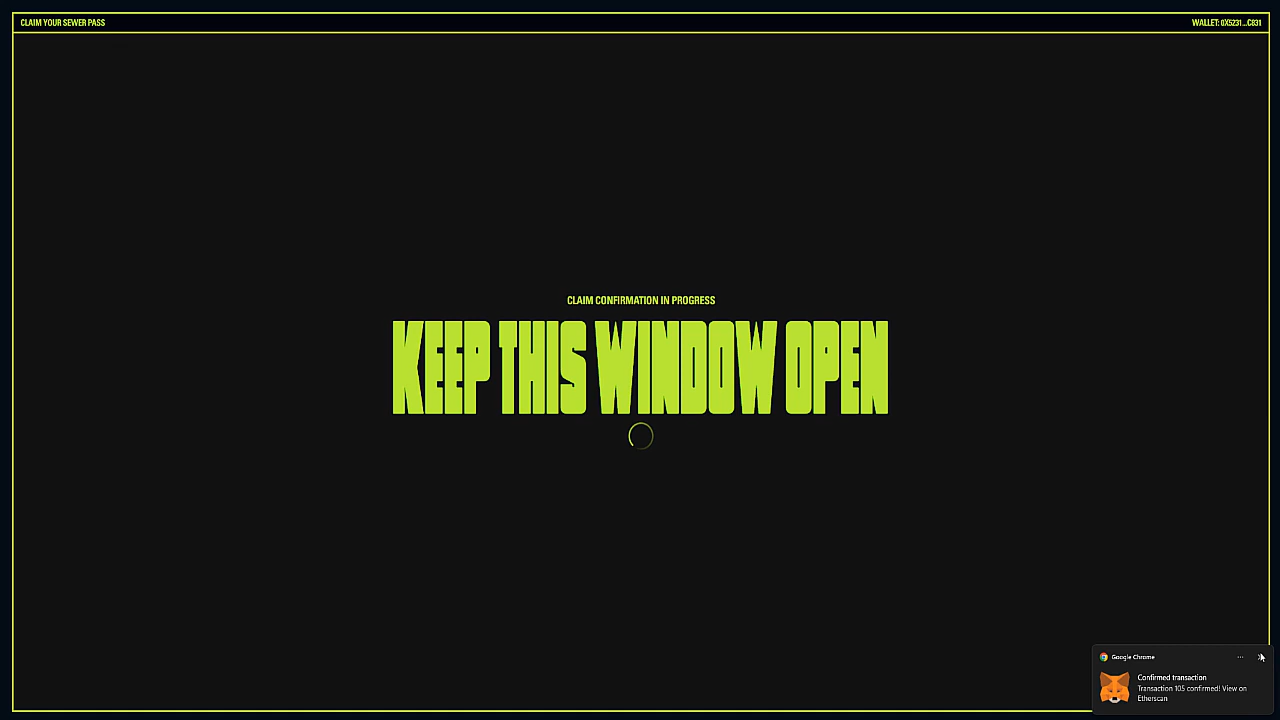 CLAIM YOUR SEWER PASS
WALLET: 0X5231...C831
CLAIM CONFIRMATION IN PROGRESS
KEEP THIS WINDOW OPEN
Google Chrome
Confirmed transaction
Transaction 105 confirmed! View on
Etherscan